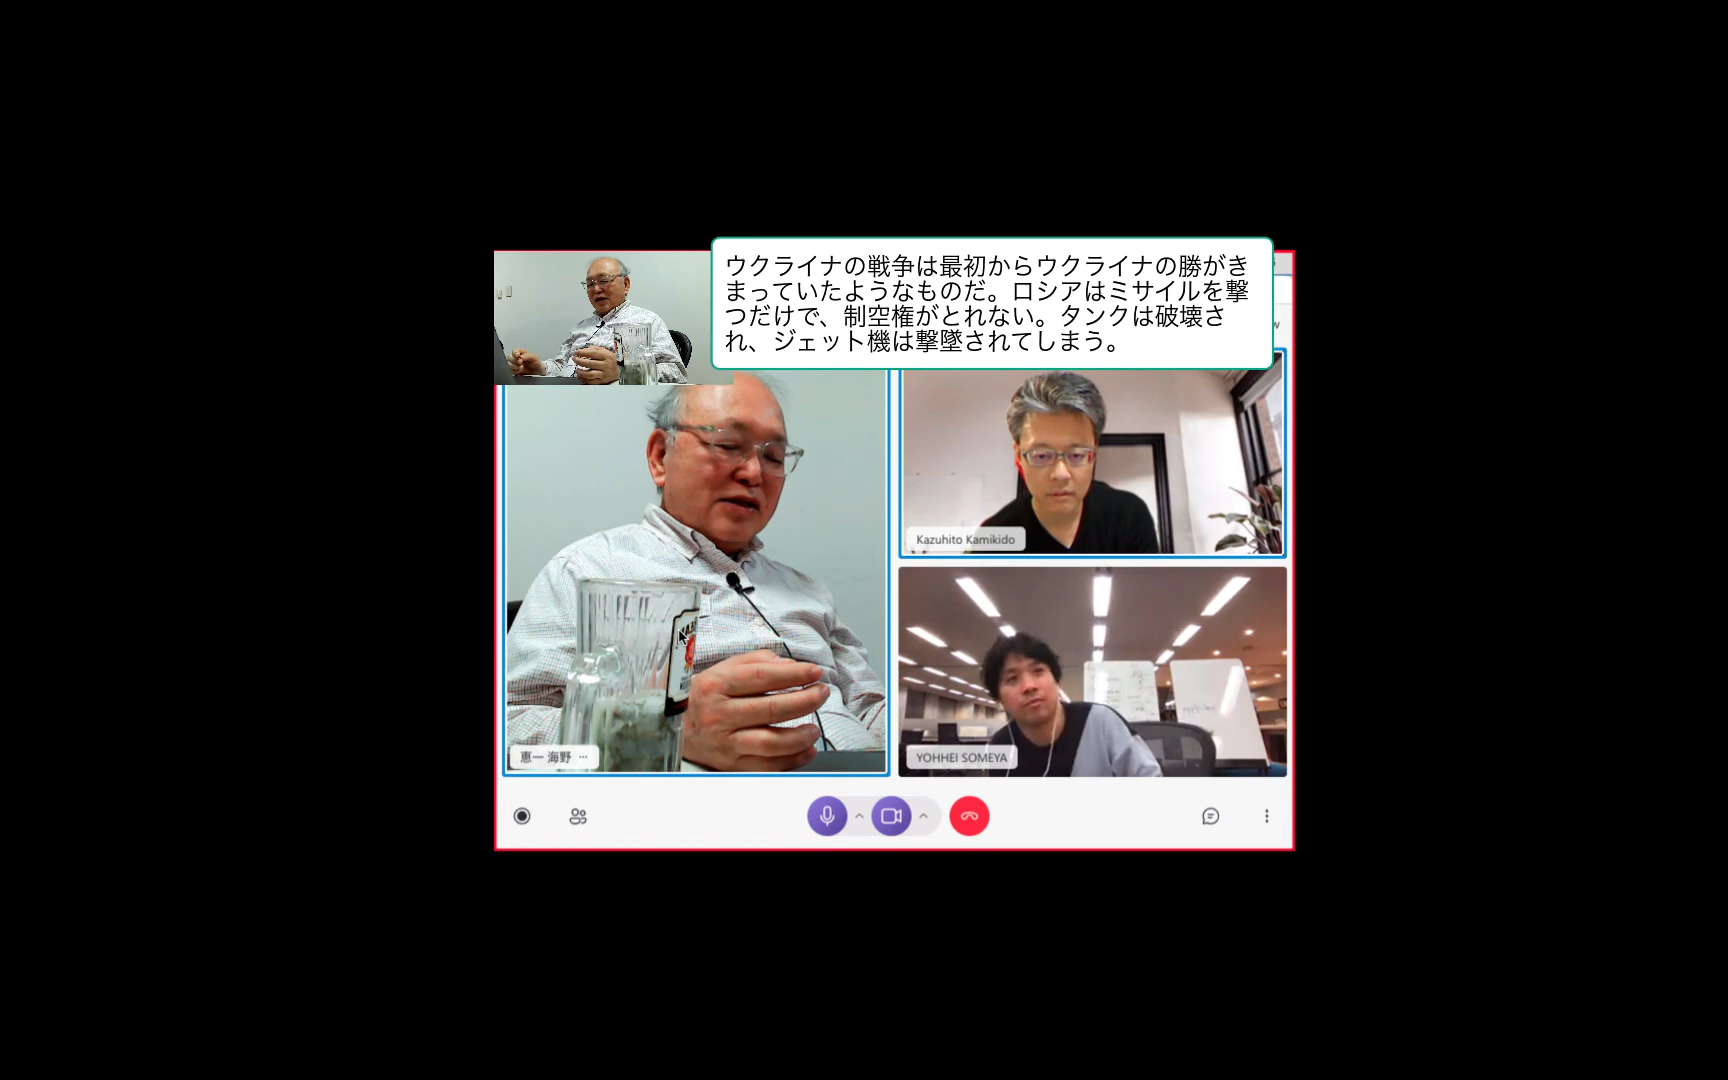 ウクライナの戦争は最初からウクライナの勝がき
まっていたようなものだ。ロシアはミサイルを撃
つだけで、制空権がとれない。タンクは破壊さ
れ、ジェット機は撃墜されてしまう。
Kazuhito Kamikido
恵一 海野 ...
YOHHEI SOMEYA